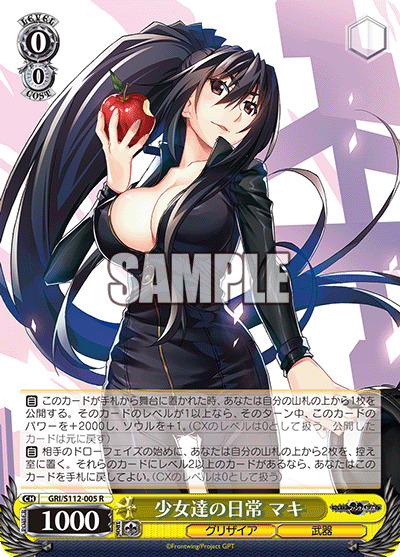 LEVEL
0
0
COST
SAMPLE
自 このカードが手札から舞台に置かれた時、あなたは自分の山札の上から1枚を
公開する。そのカードのレベルが1以上なら、そのターン中、このカードの
パワーを+2000し、ソウルを+1。(CXのレベルは0として扱う。公開した
カードは元に戻す)
自 相手のドローフェイズの始めに、あなたは自分の山札の上から2枚を、控え
室に置く。それらのカードにレベル2以上のカードがあるなら、あなたはこの
カードを手札に戻してよい。(CXのレベルは0として扱う)
CH GRI/S112-005 R
POWER
1000
SOUL
少女達の日常 マキ
グリザイア
武器
©Frontwing/Project GPT